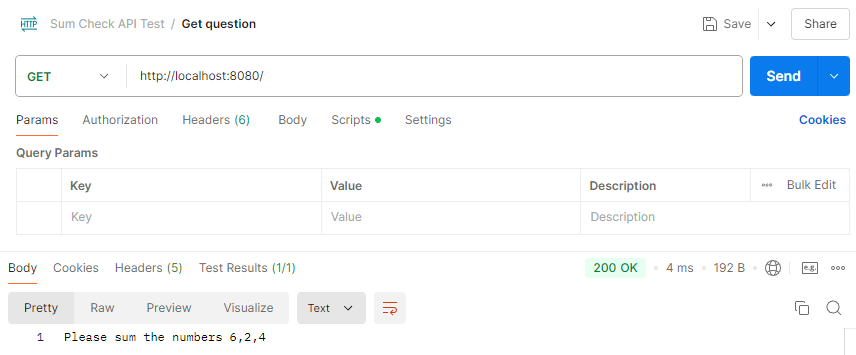 HTTP Sum Check API Test / Get question Save Share
GET http://localhost:8080/ Send
Params Authorization Headers (6) Body Scripts Settings Cookies
Query Params
Key Value Description Bulk Edit
Key Value Description
Body Cookies Headers (5) Test Results (1/1) 200 OK 4 ms 192 B e.g.
Pretty Raw Preview Visualize Text
1 Please sum the numbers 6,2,4